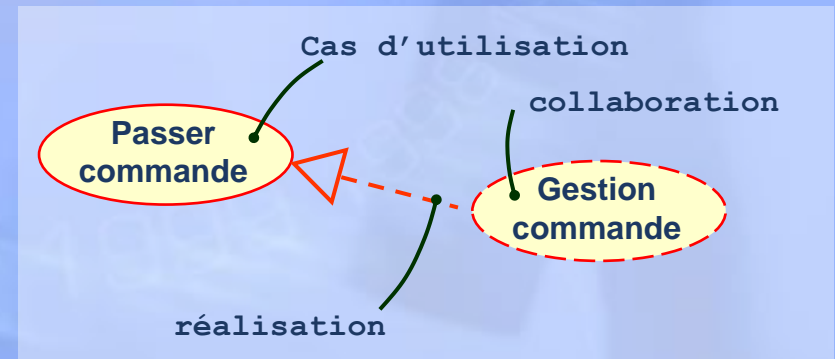 Cas d’utilisation
collaboration
Passer
commande
Gestion
commande
réalisation